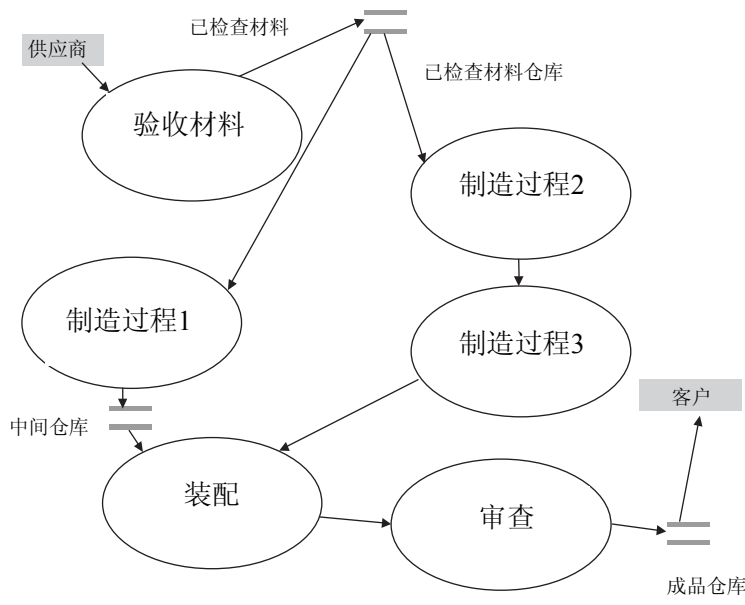 已检查材料
供应商
已检查材料仓库
验收材料
制造过程2
制造过程1
制造过程3
客户
中间仓库
装配
审查
成品仓库